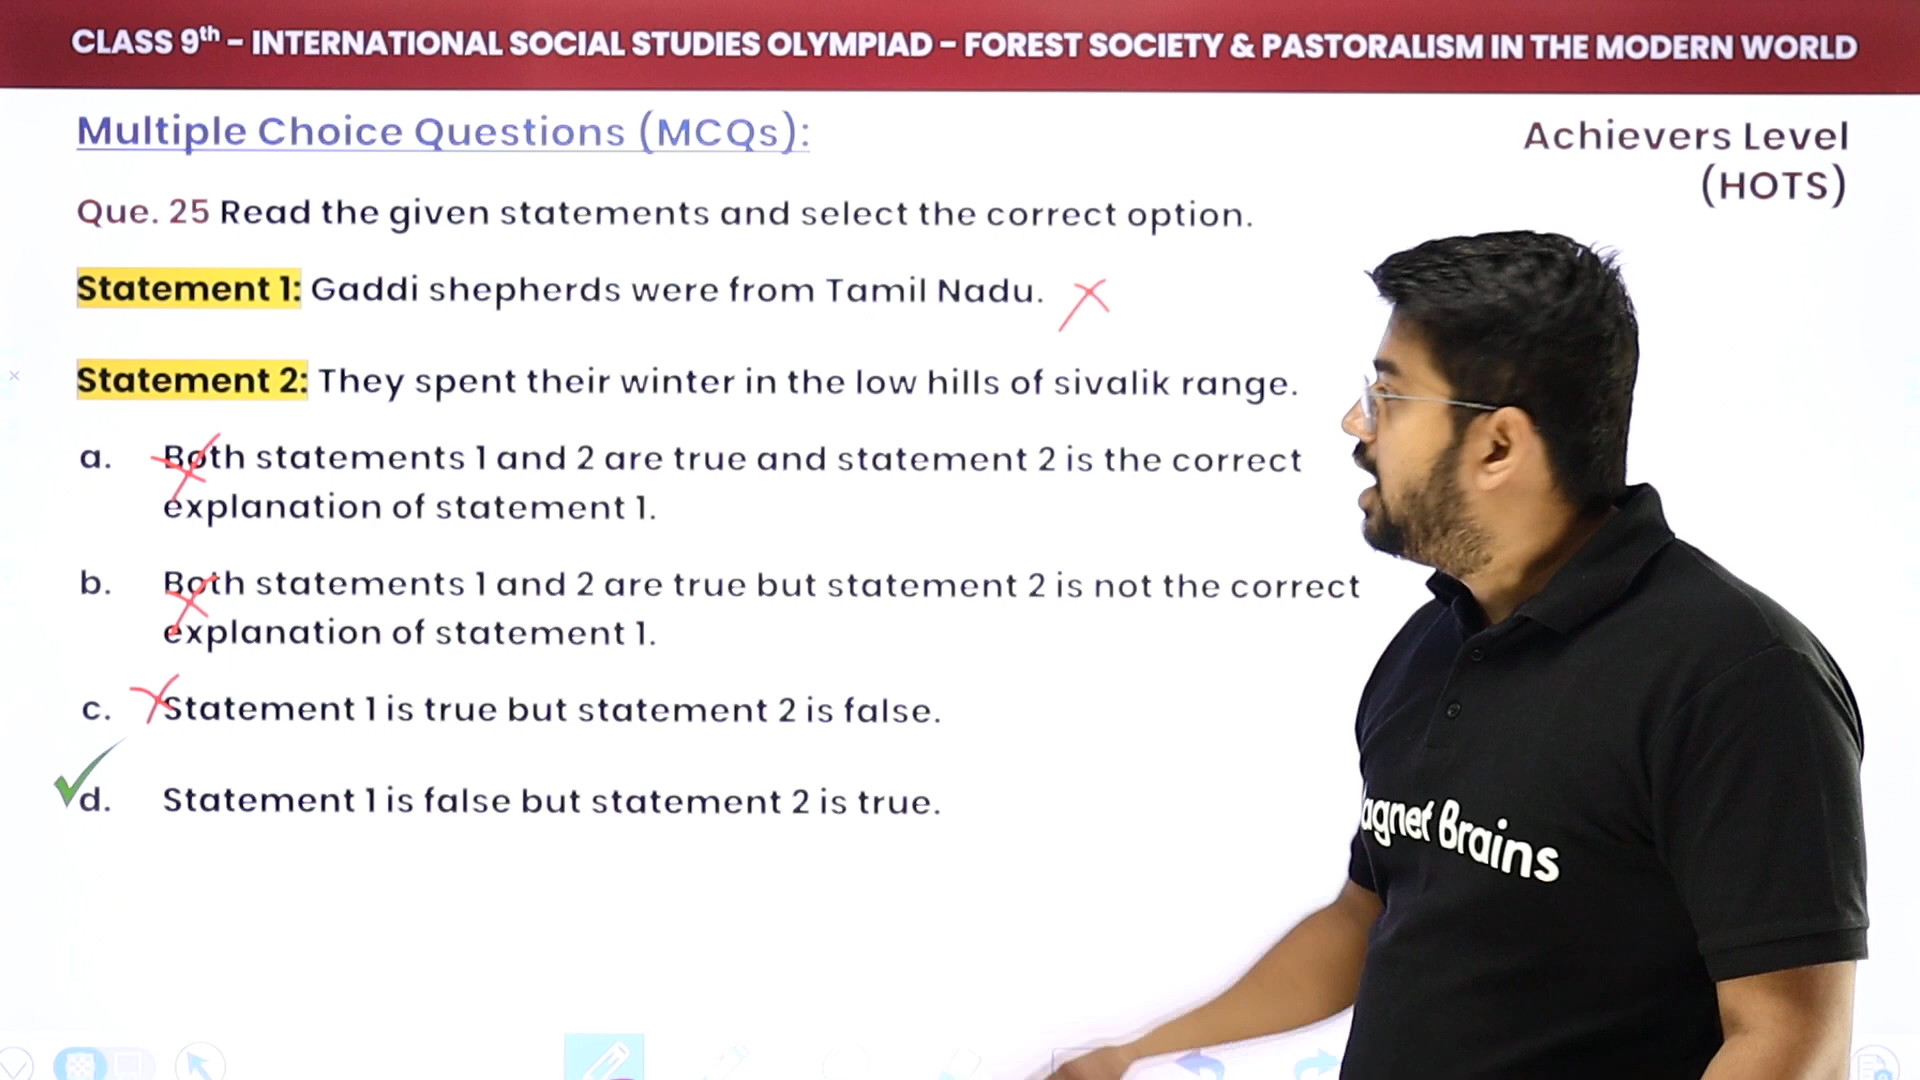 CLASS 9th – INTERNATIONAL SOCIAL STUDIES OLYMPIAD – FOREST SOCIETY & PASTORALISM IN THE MODERN WORLD
Multiple Choice Questions (MCQs):
Achievers Level
(HOTS)
Que. 25 Read the given statements and select the correct option.
Statement 1: Gaddi shepherds were from Tamil Nadu.
Statement 2: They spent their winter in the low hills of sivalik range.
a. Both statements 1 and 2 are true and statement 2 is the correct
explanation of statement 1.
b. Both statements 1 and 2 are true but statement 2 is not the correct
explanation of statement 1.
c. Statement 1 is true but statement 2 is false.
d. Statement 1 is false but statement 2 is true.
agnet Brains